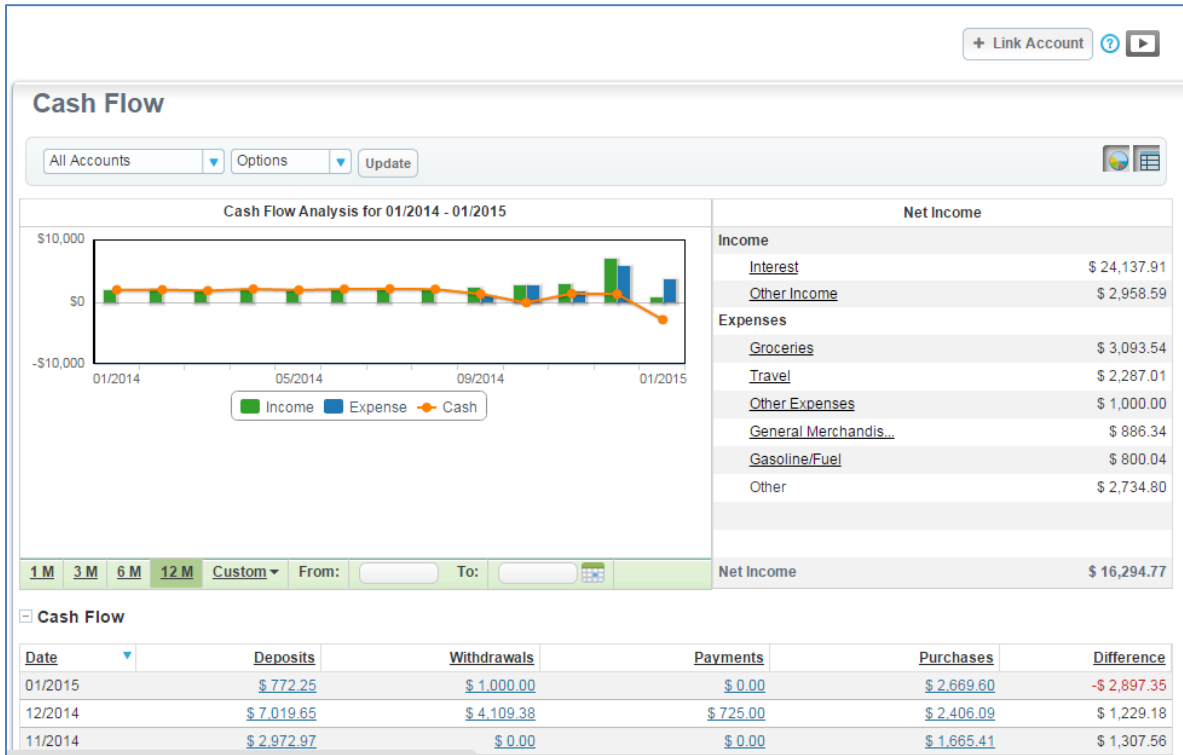 + Link Account ?
Cash Flow
All Accounts Options Update
Cash Flow Analysis for 01/2014 - 01/2015
$10,000
$0
-$10,000
01/2014 05/2014 09/2014 01/2015
Income Expense Cash
1 M 3 M 6 M 12 M Custom From: To:
Net Income
Income
Interest $ 24,137.91
Other Income $ 2,958.59
Expenses
Groceries $ 3,093.54
Travel $ 2,287.01
Other Expenses $ 1,000.00
General Merchandis... $ 886.34
Gasoline/Fuel $ 800.04
Other $ 2,734.80
Net Income $ 16,294.77
Cash Flow
Date Deposits Withdrawals Payments Purchases Difference
01/2015 $ 772.25 $ 1,000.00 $ 0.00 $ 2,669.60 -$ 2,897.35
12/2014 $ 7,019.65 $ 4,109.38 $ 725.00 $ 2,406.09 $ 1,229.18
11/2014 $ 2,972.97 $ 0.00 $ 0.00 $ 1,665.41 $ 1,307.56